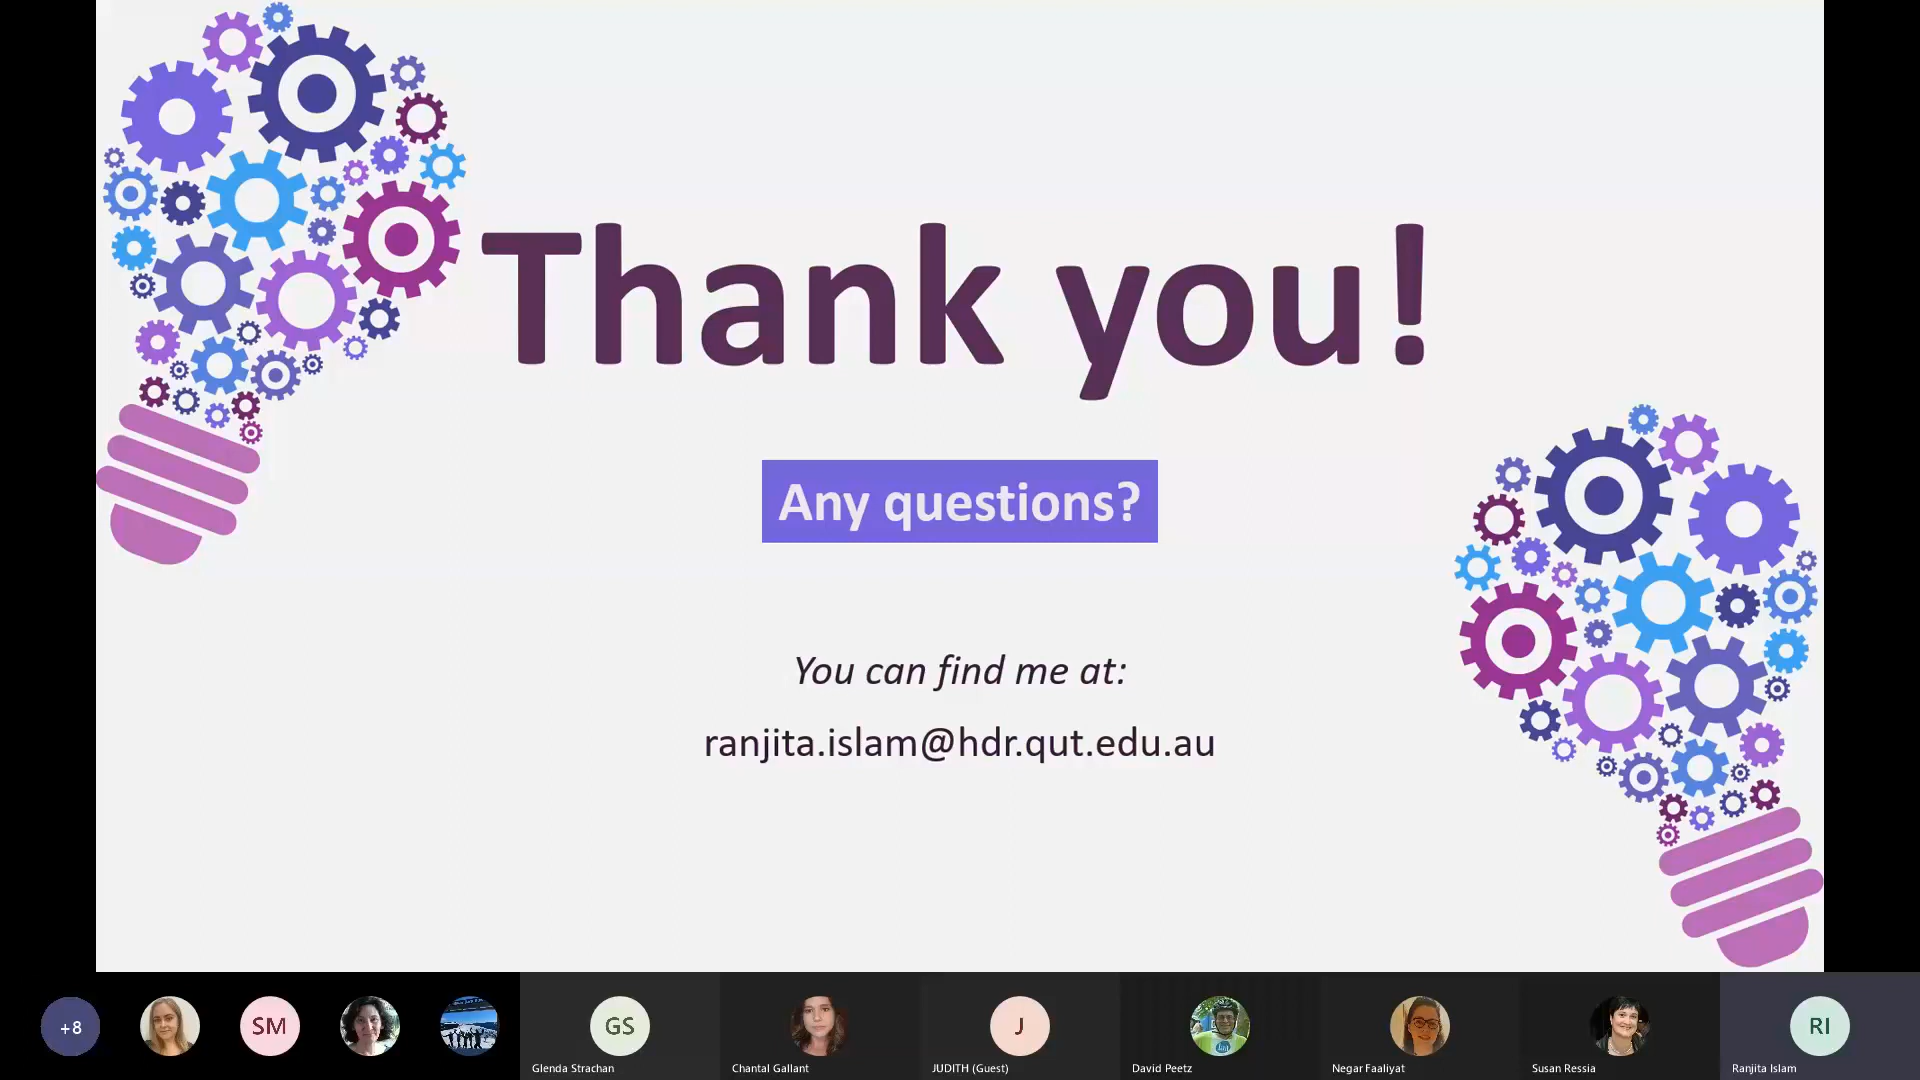 Thank you!
Any questions?
You can find me at:
ranjita.islam@hdr.qut.edu.au
+8
SM
GS
J
RI
Glenda Strachan
Chantal Gallant
JUDITH (Guest)
David Peetz
Negar Faaliyat
Susan Ressia
Ranjita Islam